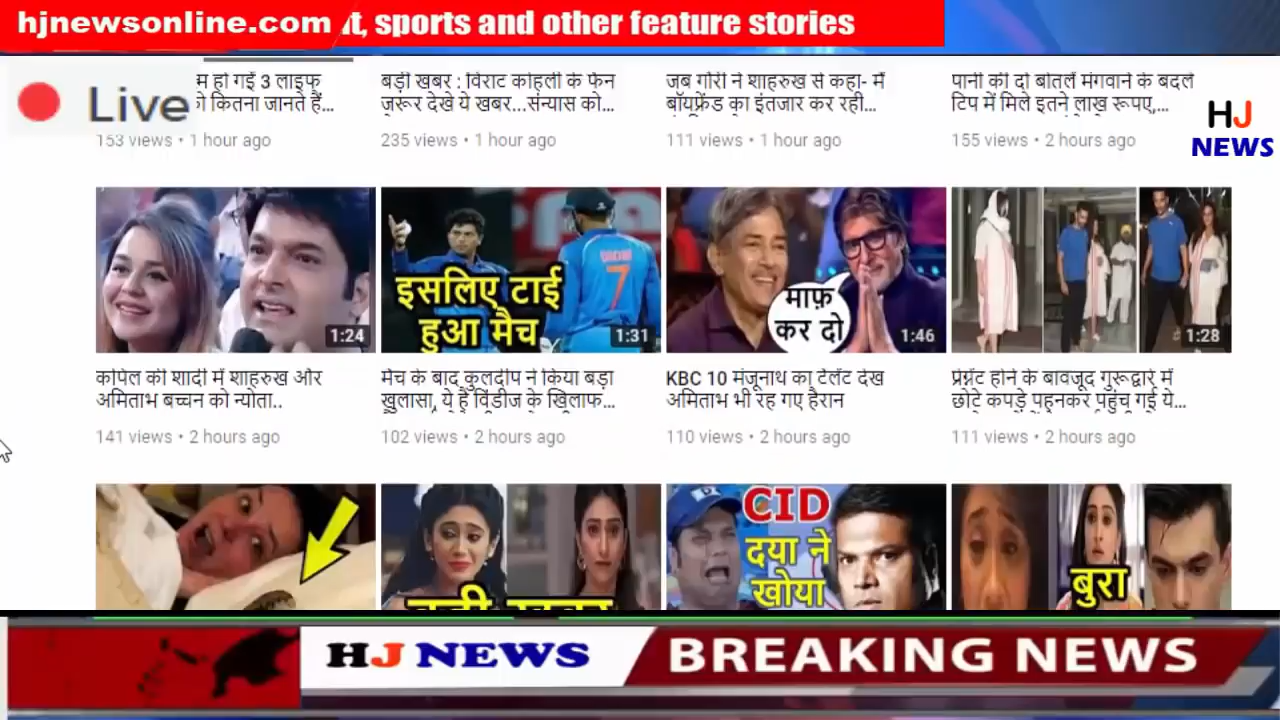 hjnewsonline.com
t, sports and other feature stories
Live
म हो गईं 3 लाइफ
कितना जानते हैं...
153 views • 1 hour ago
बड़ी खबर : विराट कोहली के फैन
जरूर देखे ये खबर...संन्यास को...
235 views • 1 hour ago
जब गौरी ने शाहरुख से कहा- मैं
बॉयफ्रेंड का इंतजार कर रही...
111 views • 1 hour ago
पानी की दो बोतलें मंगवाने के बदले
टिप में मिले इतने लाख रूपए,...
155 views • 2 hours ago
HJ
NEWS
1:24
इसलिए टाई
हुआ मैच
7
1:31
माफ़
कर दो
1:46
1:28
कपिल की शादी में शाहरुख और
अमिताभ बच्चन को न्योता..
141 views • 2 hours ago
मैच के बाद कुलदीप ने किया बड़ा
खुलासा, ये है विंडीज के खिलाफ...
102 views • 2 hours ago
KBC 10 मंजूनाथ का टैलेंट देख
अमिताभ भी रह गए हैरान
110 views • 2 hours ago
प्रेग्नेंट होने के बावजूद गुरूद्वारे में
छोटे कपड़े पहनकर पहुंच गई ये...
111 views • 2 hours ago
CID
दया ने
खोया
बुरा
HJ NEWS
BREAKING NEWS